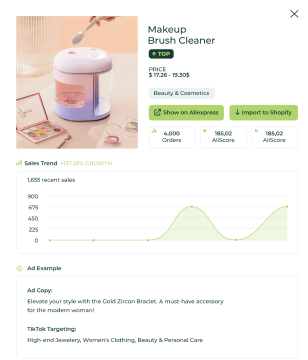 Makeup
Brush Cleaner
TOP
PRICE
$ 17.26 - 19.30$
Beauty & Cosmetics
Show on Aliexpress
Import to Shopify
4,000
Orders
185,02
AliScore
185,02
AliScore
Sales Trend +137.33% GROWTH
1,655 recent sales
900
675
450
225
0
Ad Example
Ad Copy:
Elevate your style with the Gold Zircon Braclet. A must-have accessory
for the modern woman!
TikTok Targeting:
High-end Jewelery, Women's Clothing, Beauty & Personal Care